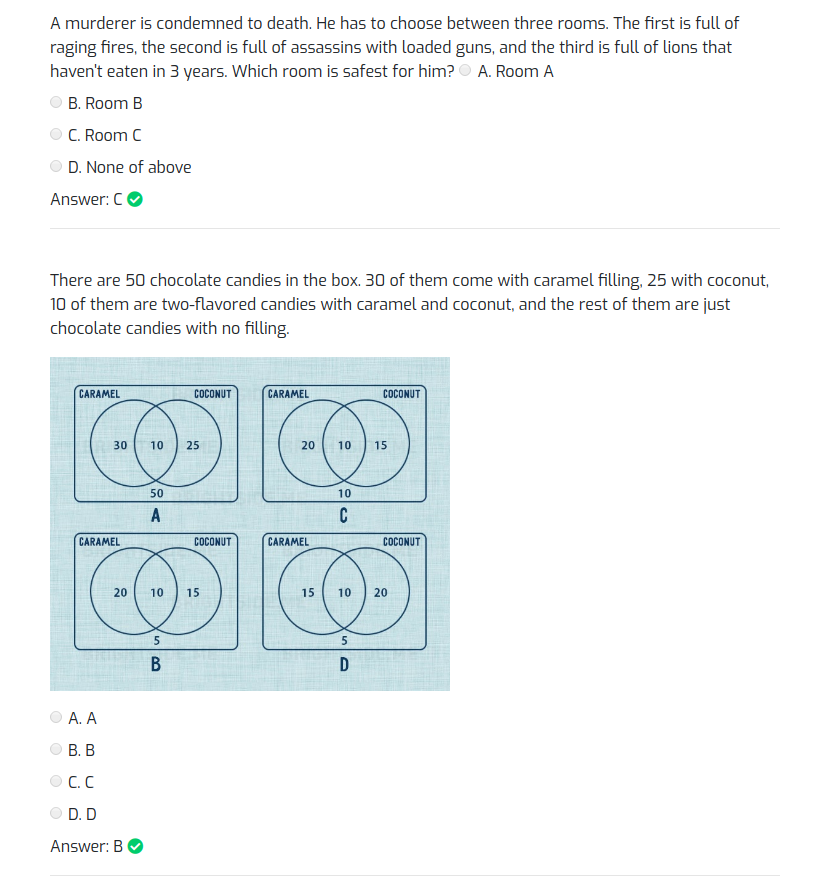 A murderer is condemned to death. He has to choose between three rooms. The first is full of
raging fires, the second is full of assassins with loaded guns, and the third is full of lions that
haven't eaten in 3 years. Which room is safest for him? A. Room A
B. Room B
C. Room C
D. None of above
Answer: C
There are 50 chocolate candies in the box. 30 of them come with caramel filling, 25 with coconut,
10 of them are two-flavored candies with caramel and coconut, and the rest of them are just
chocolate candies with no filling.
CARAMEL COCONUT
30 10 25
50
A
CARAMEL COCONUT
20 10 15
10
C
CARAMEL COCONUT
20 10 15
5
B
CARAMEL COCONUT
15 10 20
5
D
A. A
B. B
C. C
D. D
Answer: B